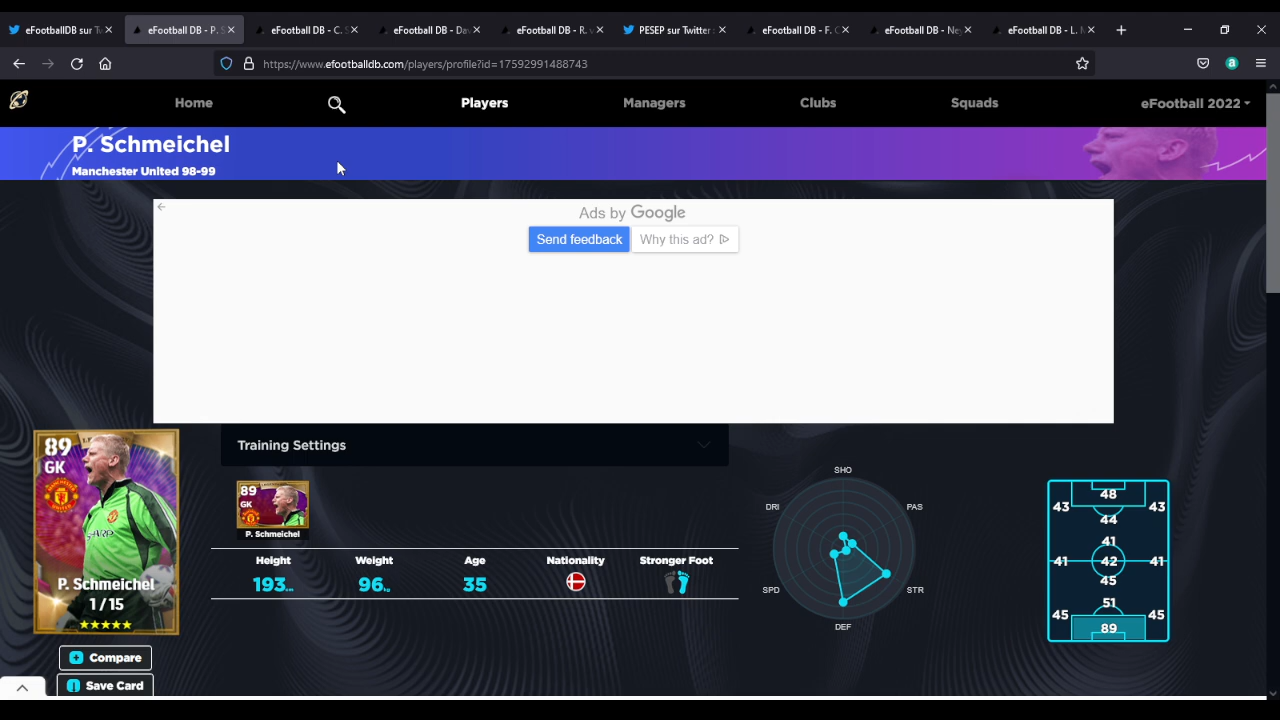 eFootballDB sur Tw
eFootball DB - P. S
eFootball DB - C. S
eFootball DB - Dav
eFootball DB - R. v
PESEP sur Twitter :
eFootball DB - F. C
eFootball DB - Ne
eFootball DB - L. M
https://www.efootballdb.com/players/profile?id=17592991488743
a
Home
Players
Managers
Clubs
Squads
eFootball 2022
P. Schmeichel
Manchester United 98-99
Ads by Google
Send feedback
Why this ad?
89
GK
SHARP
P. Schmeichel
1 / 15
★★★★★
Compare
Save Card
Training Settings
89
GK
P. Schmeichel
Height
Weight
Age
Nationality
Stronger Foot
193
96
35
SHO
DRI
PAS
SPD
STR
DEF
48
43
43
44
41
41
42
41
45
51
45
45
89